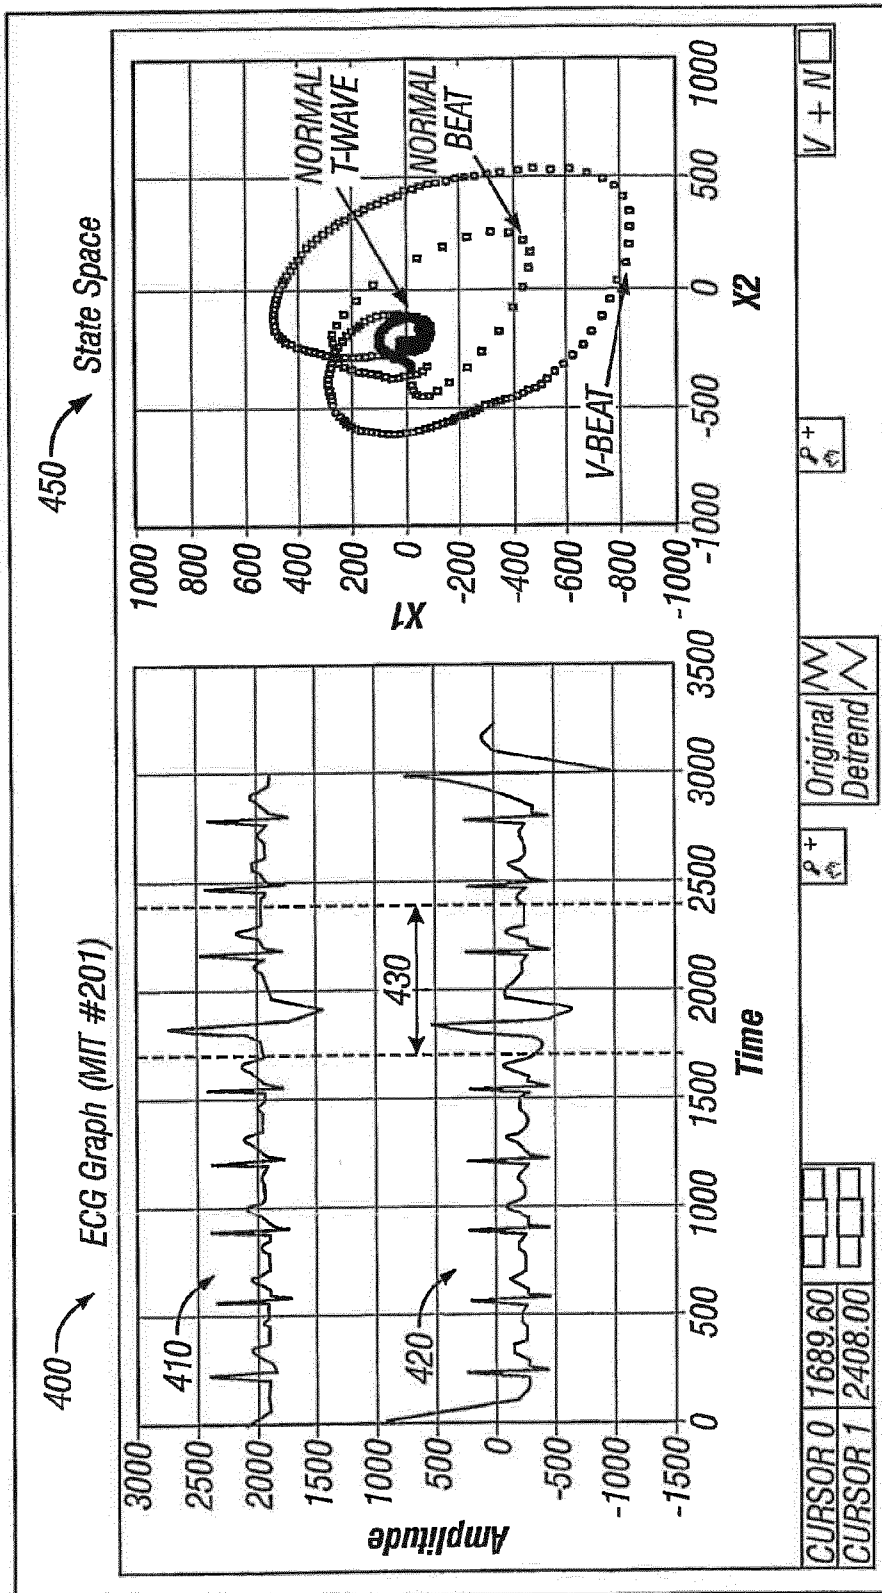 400
ECG Graph (MIT #201)
450
State Space
3000
2500
2000
1500
1000
500
0
-500
-1000
-1500
Amplitude
410
420
430
0
500
1000
1500
2000
2500
3000
3500
Time
1000
800
600
400
200
0
-200
-400
-600
-800
-1000
X1
NORMAL
T-WAVE
NORMAL
BEAT
V-BEAT
-1000
-500
0
500
1000
X2
CURSOR 0 1689.60
CURSOR 1 2408.00
Original
Detrend
V + N